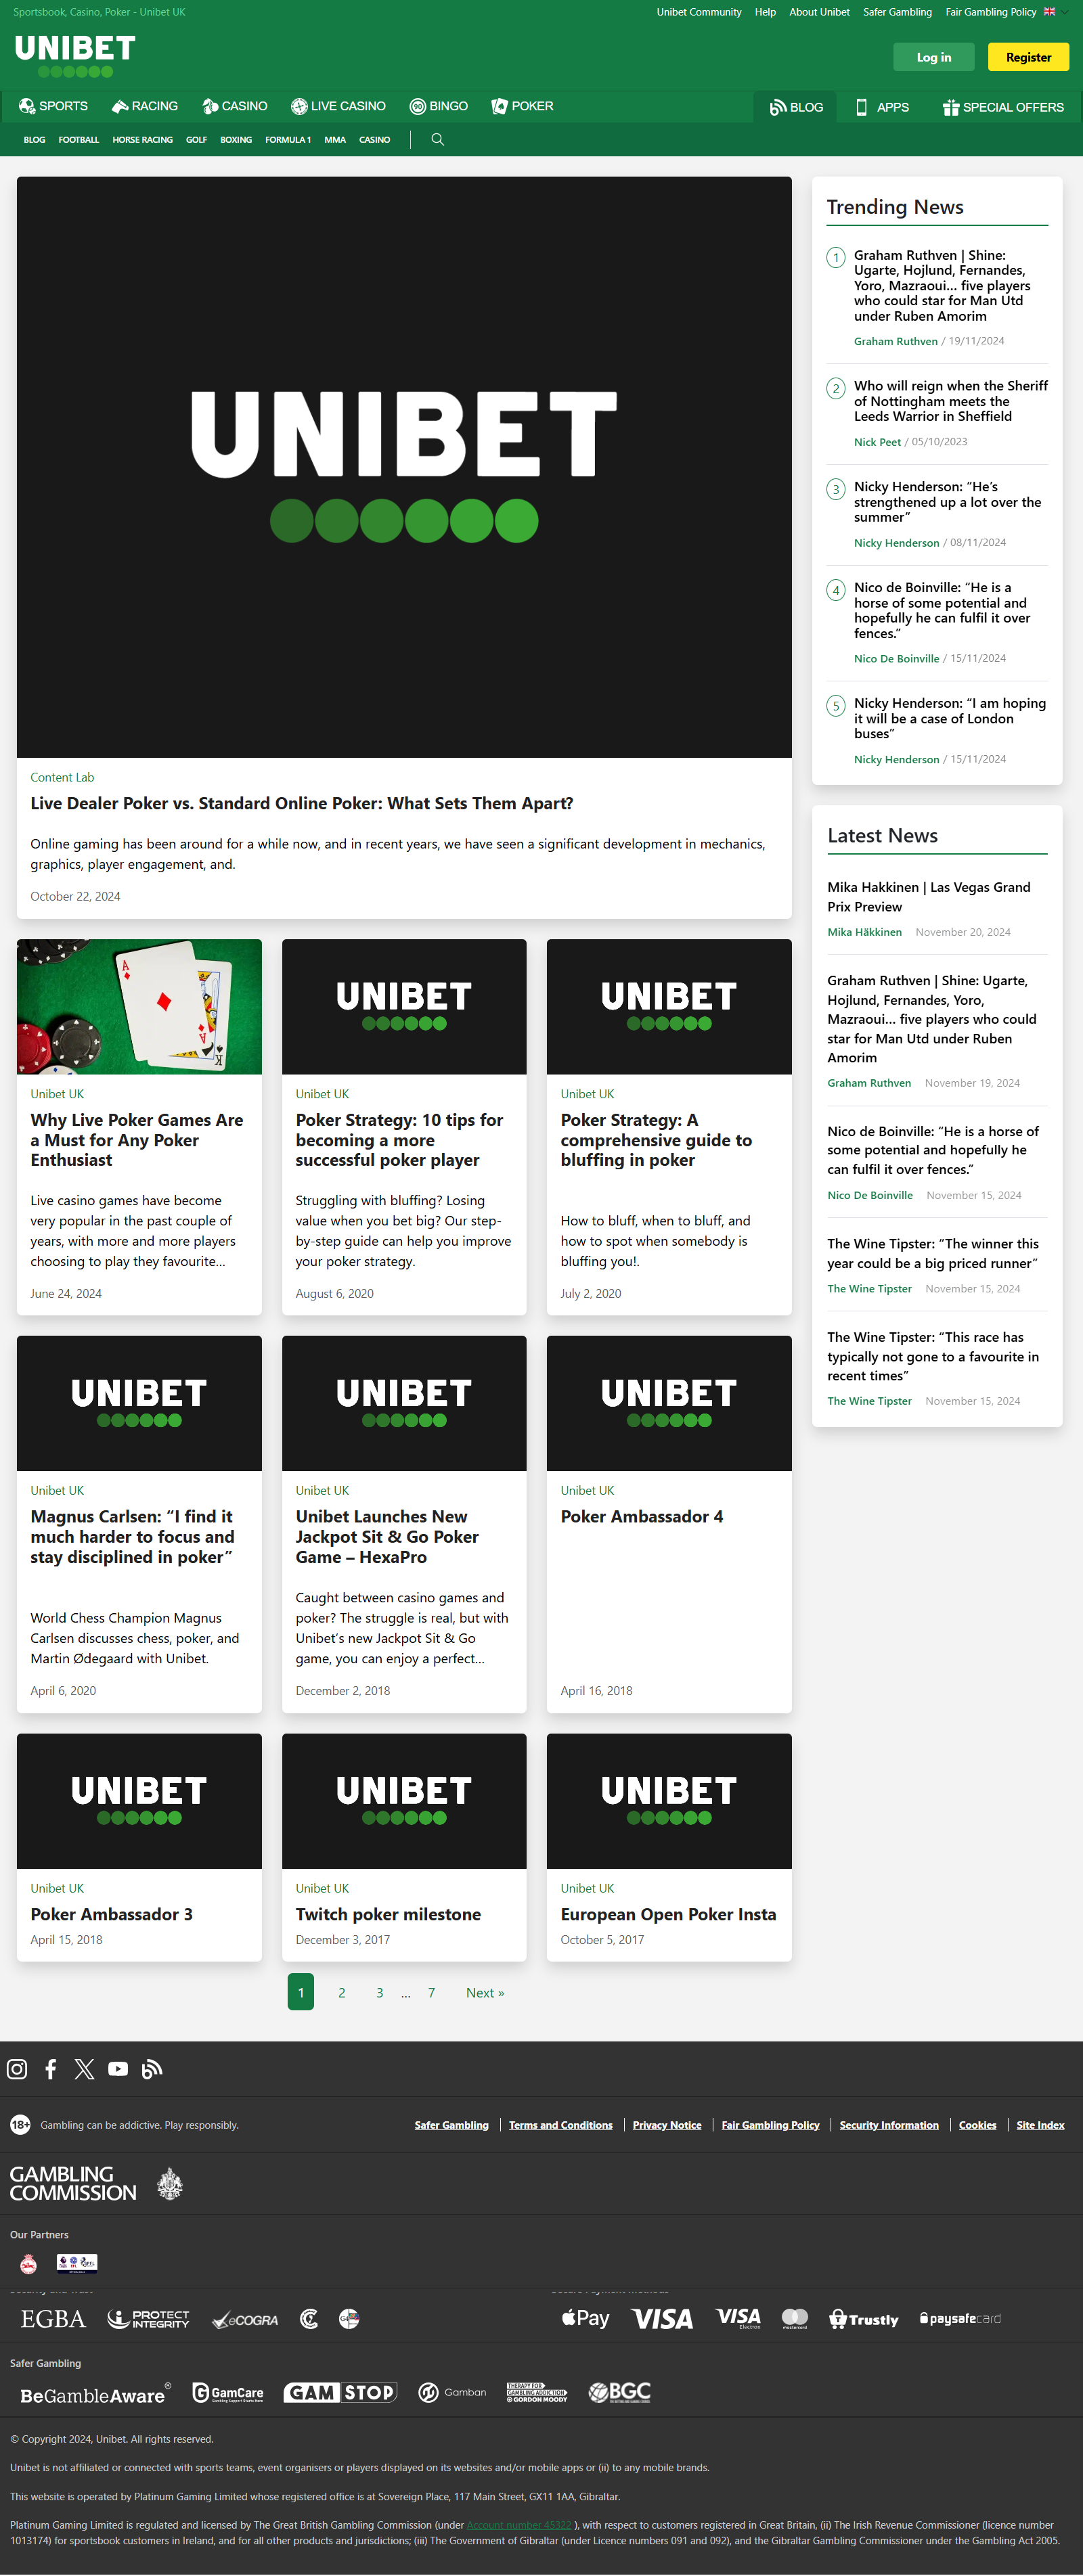 Sportsbook, Casino, Poker - Unibet UK
Unibet Community Help About Unibet Safer Gambling Fair Gambling Policy
UNIBET
Log in Register
SPORTS RACING CASINO LIVE CASINO BINGO POKER BLOG APPS SPECIAL OFFERS
BLOG FOOTBALL HORSE RACING GOLF BOXING FORMULA 1 MMA CASINO
UNIBET
Content Lab
Live Dealer Poker vs. Standard Online Poker: What Sets Them Apart?
Online gaming has been around for a while now, and in recent years, we have seen a significant development in mechanics,
graphics, player engagement, and.
October 22, 2024
Trending News
1
Graham Ruthven | Shine:
Ugarte, Hojlund, Fernandes,
Yoro, Mazraoui... five players
who could star for Man Utd
under Ruben Amorim
Graham Ruthven / 19/11/2024
2
Who will reign when the Sheriff
of Nottingham meets the
Leeds Warrior in Sheffield
Nick Peet / 05/10/2023
3
Nicky Henderson: “He’s
strengthened up a lot over the
summer”
Nicky Henderson / 08/11/2024
4
Nico de Boinville: “He is a
horse of some potential and
hopefully he can fulfil it over
fences.”
Nico De Boinville / 15/11/2024
5
Nicky Henderson: “I am hoping
it will be a case of London
buses”
Nicky Henderson / 15/11/2024
Latest News
Mika Hakkinen | Las Vegas Grand
Prix Preview
Mika Häkkinen November 20, 2024
Graham Ruthven | Shine: Ugarte,
Hojlund, Fernandes, Yoro,
Mazraoui... five players who could
star for Man Utd under Ruben
Amorim
Graham Ruthven November 19, 2024
Nico de Boinville: “He is a horse of
some potential and hopefully he
can fulfil it over fences.”
Nico De Boinville November 15, 2024
The Wine Tipster: “The winner this
year could be a big priced runner”
The Wine Tipster November 15, 2024
The Wine Tipster: “This race has
typically not gone to a favourite in
recent times”
The Wine Tipster November 15, 2024
A
A
K
Unibet UK
Why Live Poker Games Are
a Must for Any Poker
Enthusiast
Live casino games have become
very popular in the past couple of
years, with more and more players
choosing to play they favourite...
June 24, 2024
UNIBET
Unibet UK
Poker Strategy: 10 tips for
becoming a more
successful poker player
Struggling with bluffing? Losing
value when you bet big? Our step-
by-step guide can help you improve
your poker strategy.
August 6, 2020
UNIBET
Unibet UK
Poker Strategy: A
comprehensive guide to
bluffing in poker
How to bluff, when to bluff, and
how to spot when somebody is
bluffing you!.
July 2, 2020
UNIBET
Unibet UK
Magnus Carlsen: “I find it
much harder to focus and
stay disciplined in poker”
World Chess Champion Magnus
Carlsen discusses chess, poker, and
Martin Ødegaard with Unibet.
April 6, 2020
UNIBET
Unibet UK
Unibet Launches New
Jackpot Sit & Go Poker
Game – HexaPro
Caught between casino games and
poker? The struggle is real, but with
Unibet’s new Jackpot Sit & Go
game, you can enjoy a perfect...
December 2, 2018
UNIBET
Unibet UK
Poker Ambassador 4
April 16, 2018
UNIBET
Unibet UK
Poker Ambassador 3
April 15, 2018
UNIBET
Unibet UK
Twitch poker milestone
December 3, 2017
UNIBET
Unibet UK
European Open Poker Insta
October 5, 2017
1 2 3 ... 7 Next »
18+ Gambling can be addictive. Play responsibly.
Safer Gambling Terms and Conditions Privacy Notice Fair Gambling Policy Security Information Cookies Site Index
GAMBLING
COMMISSION
Our Partners
EGBA PROTECT INTEGRITY eCOGRA
Pay VISA VISA Electron mastercard Trustly paysafecard
Safer Gambling
BeGambleAware® GamCare GAMSTOP Gamban THERAPY FOR GAMBLING ADDICTION GORDON MOODY BGC
© Copyright 2024, Unibet. All rights reserved.
Unibet is not affiliated or connected with sports teams, event organisers or players displayed on its websites and/or mobile apps or (ii) to any mobile brands.
This website is operated by Platinum Gaming Limited whose registered office is at Sovereign Place, 117 Main Street, GX11 1AA, Gibraltar.
Platinum Gaming Limited is regulated and licensed by The Great British Gambling Commission (under Account number 45322 ), with respect to customers registered in Great Britain, (ii) The Irish Revenue Commissioner (licence number
1013174) for sportsbook customers in Ireland, and for all other products and jurisdictions; (iii) The Government of Gibraltar (under Licence numbers 091 and 092), and the Gibraltar Gambling Commissioner under the Gambling Act 2005.